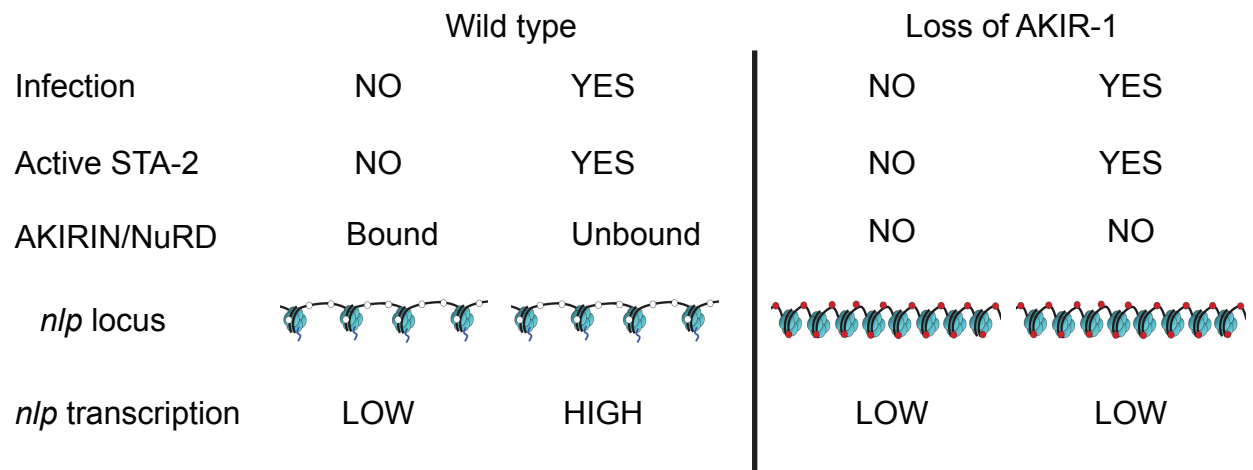 Wild type Loss of AKIR-1
Infection NO YES NO YES
Active STA-2 NO YES NO YES
AKIRIN/NuRD Bound Unbound NO NO
nlp locus
nlp transcription LOW HIGH LOW LOW